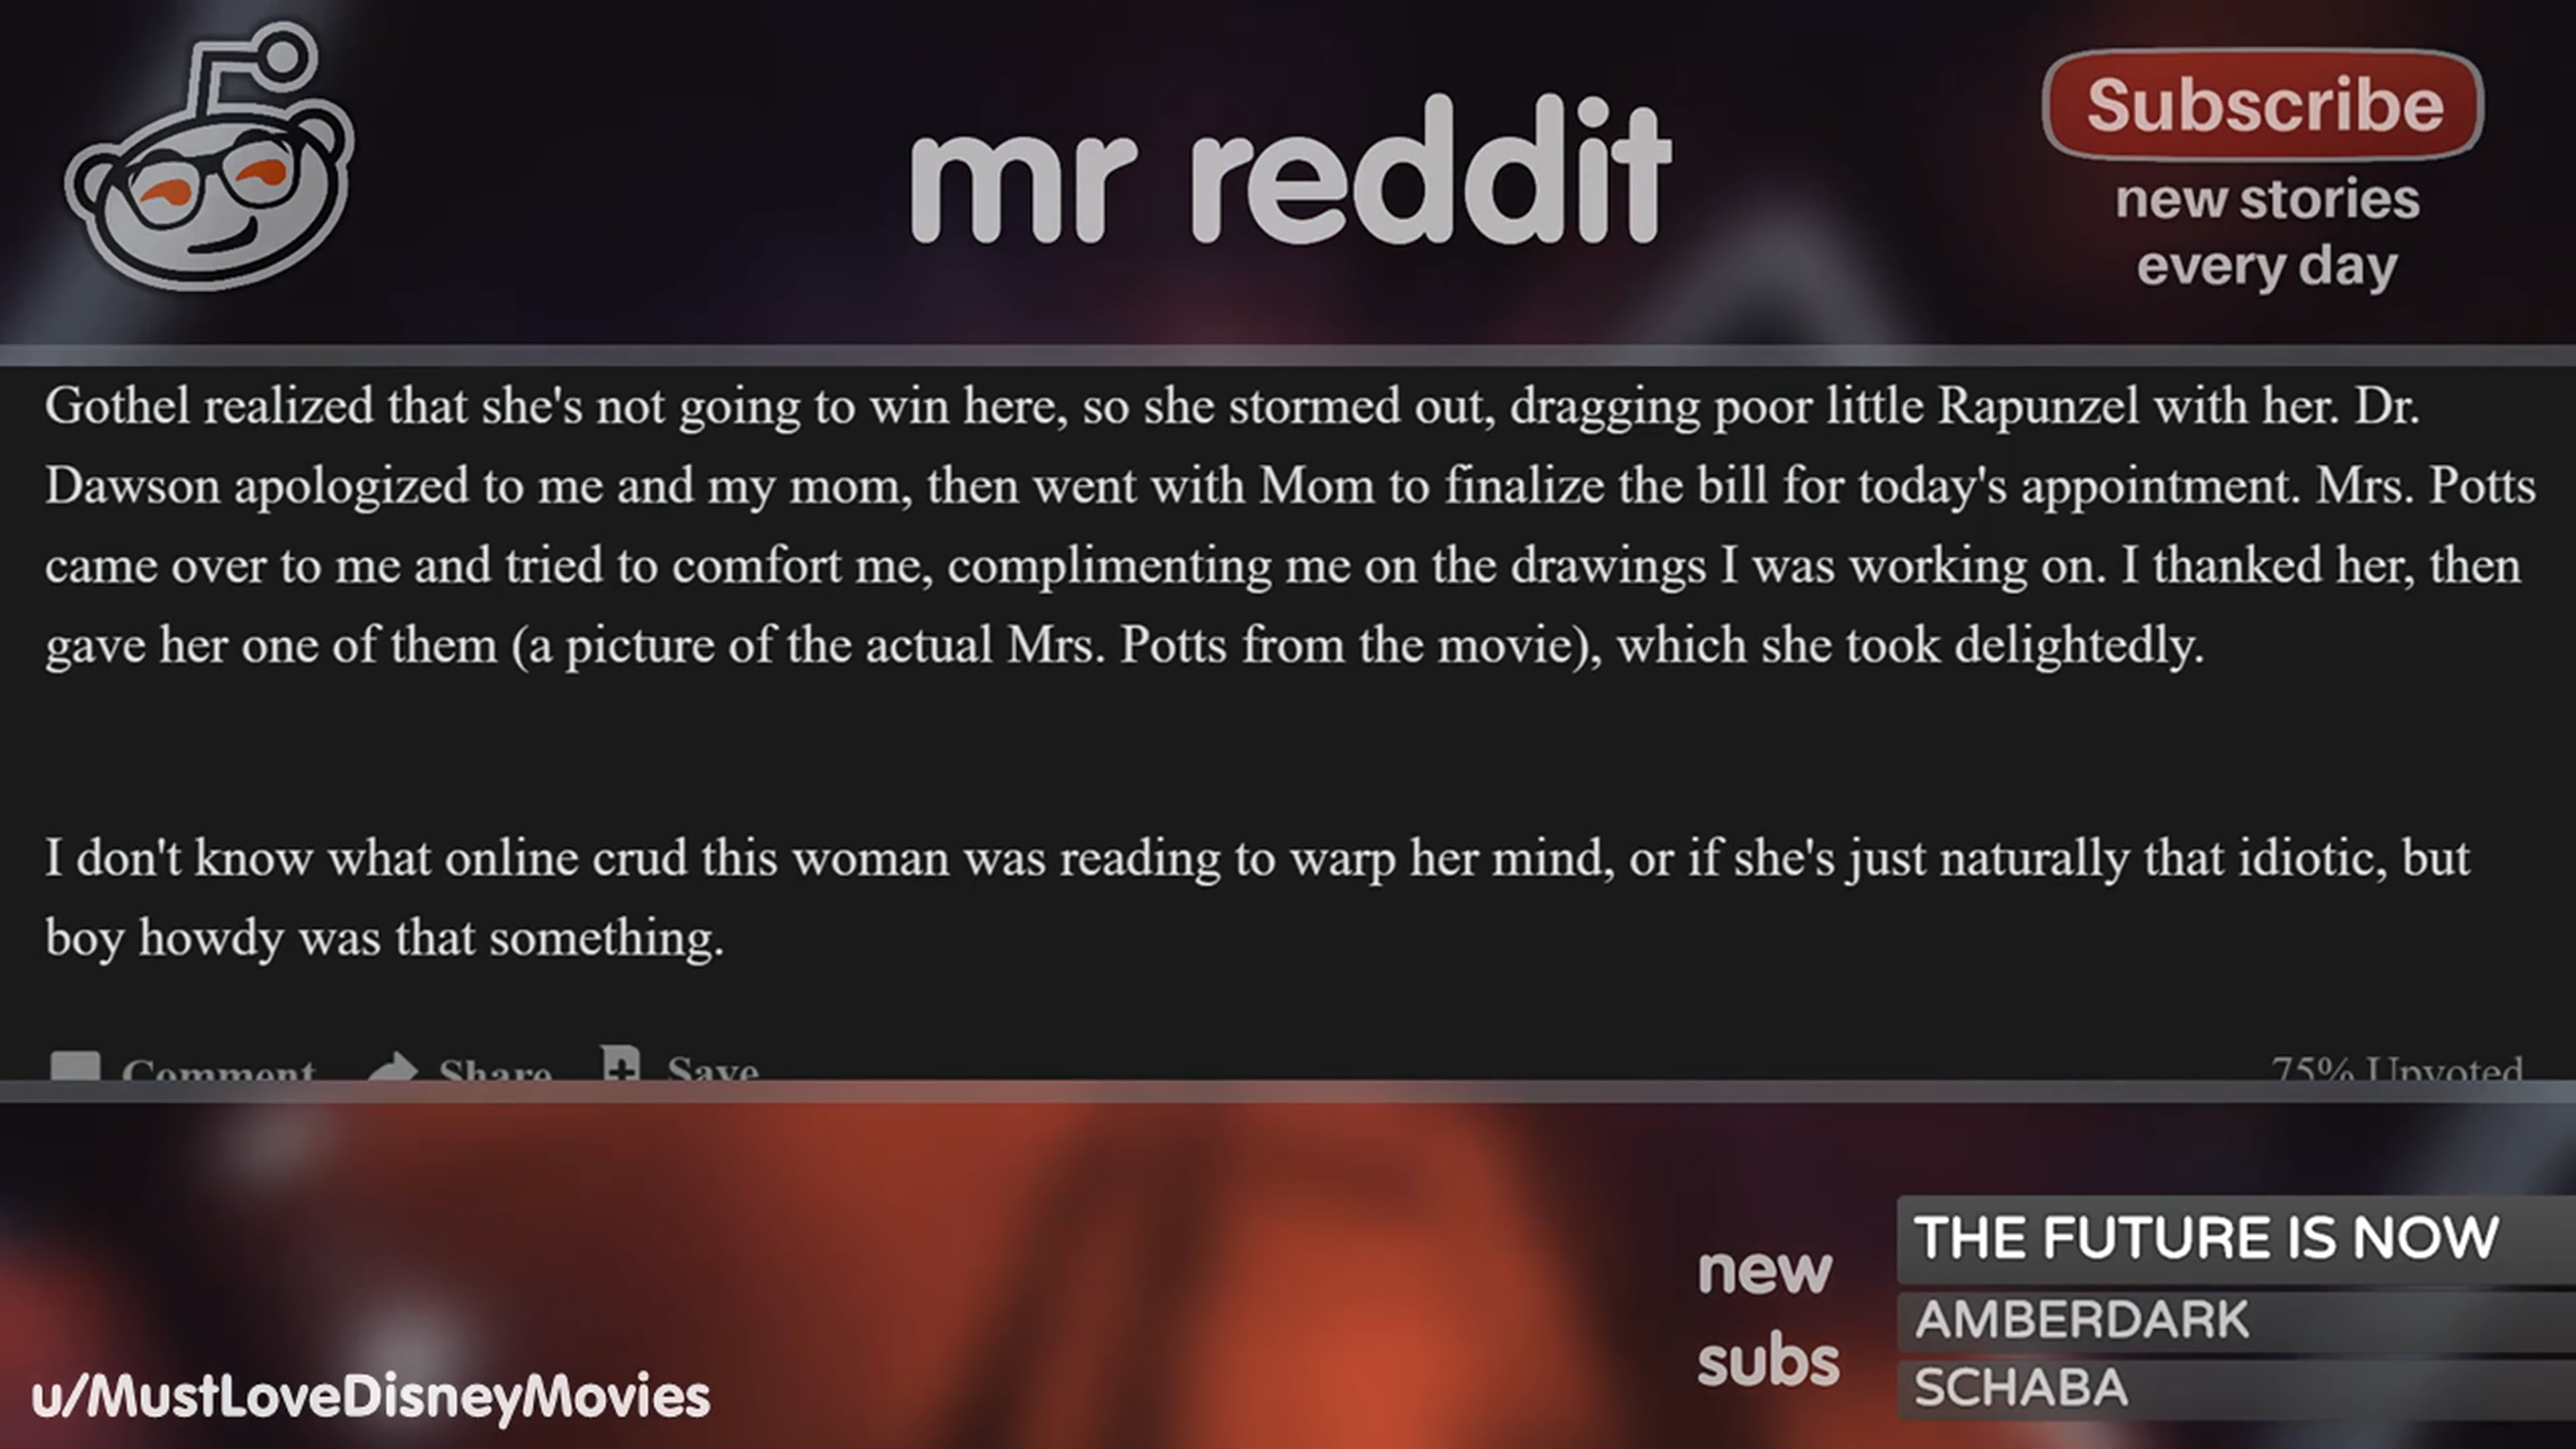 mr reddit
Subscribe
new stories
every day
Gothel realized that she's not going to win here, so she stormed out, dragging poor little Rapunzel with her. Dr.
Dawson apologized to me and my mom, then went with Mom to finalize the bill for today's appointment. Mrs. Potts
came over to me and tried to comfort me, complimenting me on the drawings I was working on. I thanked her, then
gave her one of them (a picture of the actual Mrs. Potts from the movie), which she took delightedly.
I don't know what online crud this woman was reading to warp her mind, or if she's just naturally that idiotic, but
boy howdy was that something.
Comment Share Save 75% Upvoted
new
subs
THE FUTURE IS NOW
AMBERDARK
SCHABA
u/MustLoveDisneyMovies